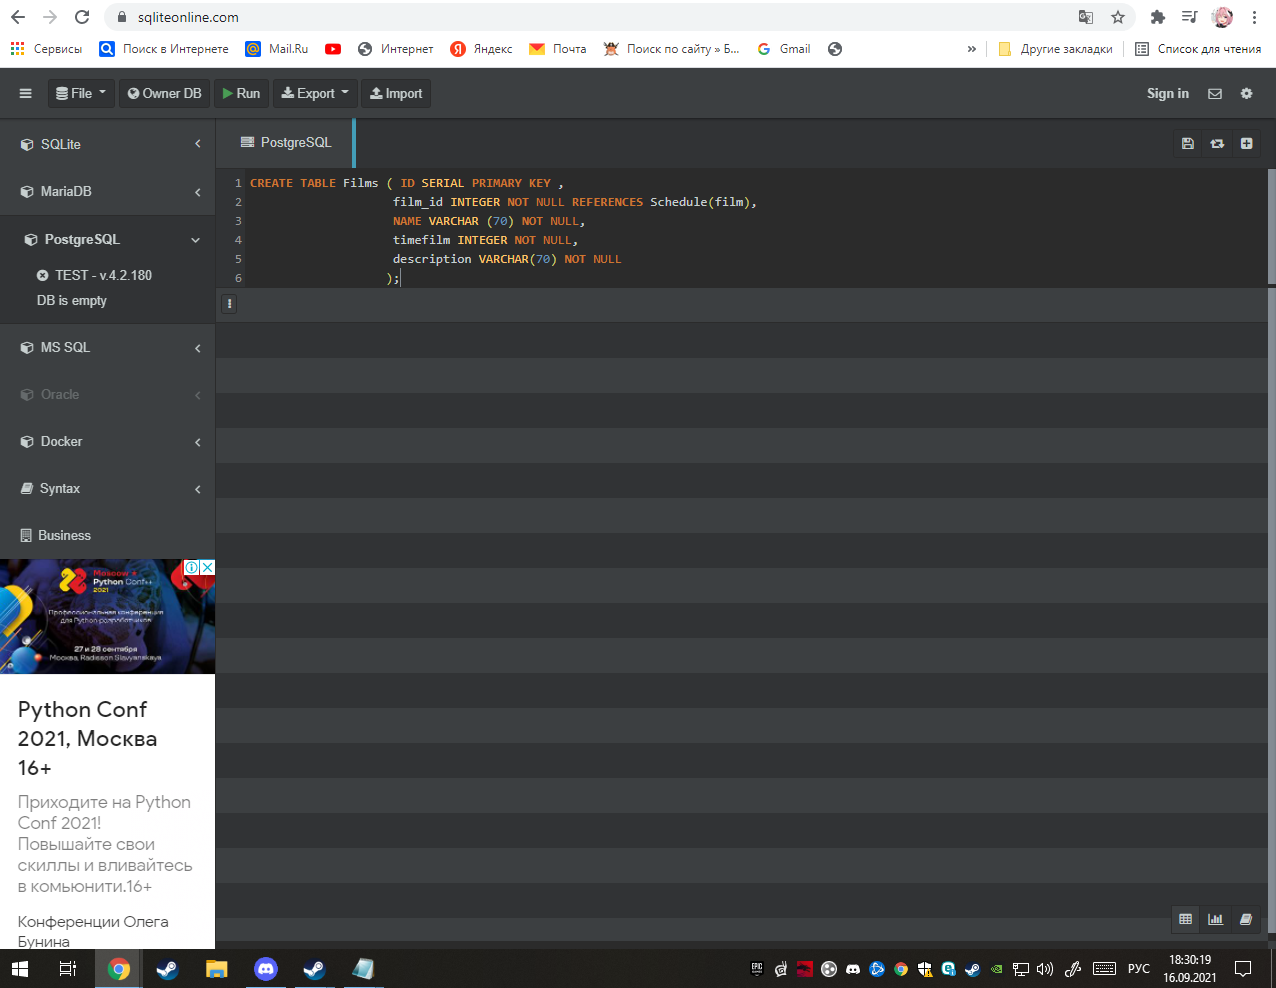 sqliteonline.com
Сервисы
Поиск в Интернете
Mail.Ru
Интернет
Яндекс
Почта
Поиск по сайту » Б...
Gmail
»
Другие закладки
Список для чтения
File
Owner DB
Run
Export
Import
Sign in
SQLite
MariaDB
PostgreSQL
TEST - v.4.2.180
DB is empty
MS SQL
Oracle
Docker
Syntax
Business
PostgreSQL
1 CREATE TABLE Films ( ID SERIAL PRIMARY KEY ,
2 film_id INTEGER NOT NULL REFERENCES Schedule(film),
3 NAME VARCHAR (70) NOT NULL,
4 timefilm INTEGER NOT NULL,
5 description VARCHAR(70) NOT NULL
6 );
Moscow
Python Conf++
2021
Профессиональная конференция
для Python разработчиков
27 и 28 сентября
Москва, Radisson Slavyanskaya
Python Conf
2021, Москва
16+
Приходите на Python
Conf 2021!
Повышайте свои
скиллы и вливайтесь
в комьюнити.16+
Конференции Олега
Бунина
EPIC
РУС
18:30:19
16.09.2021